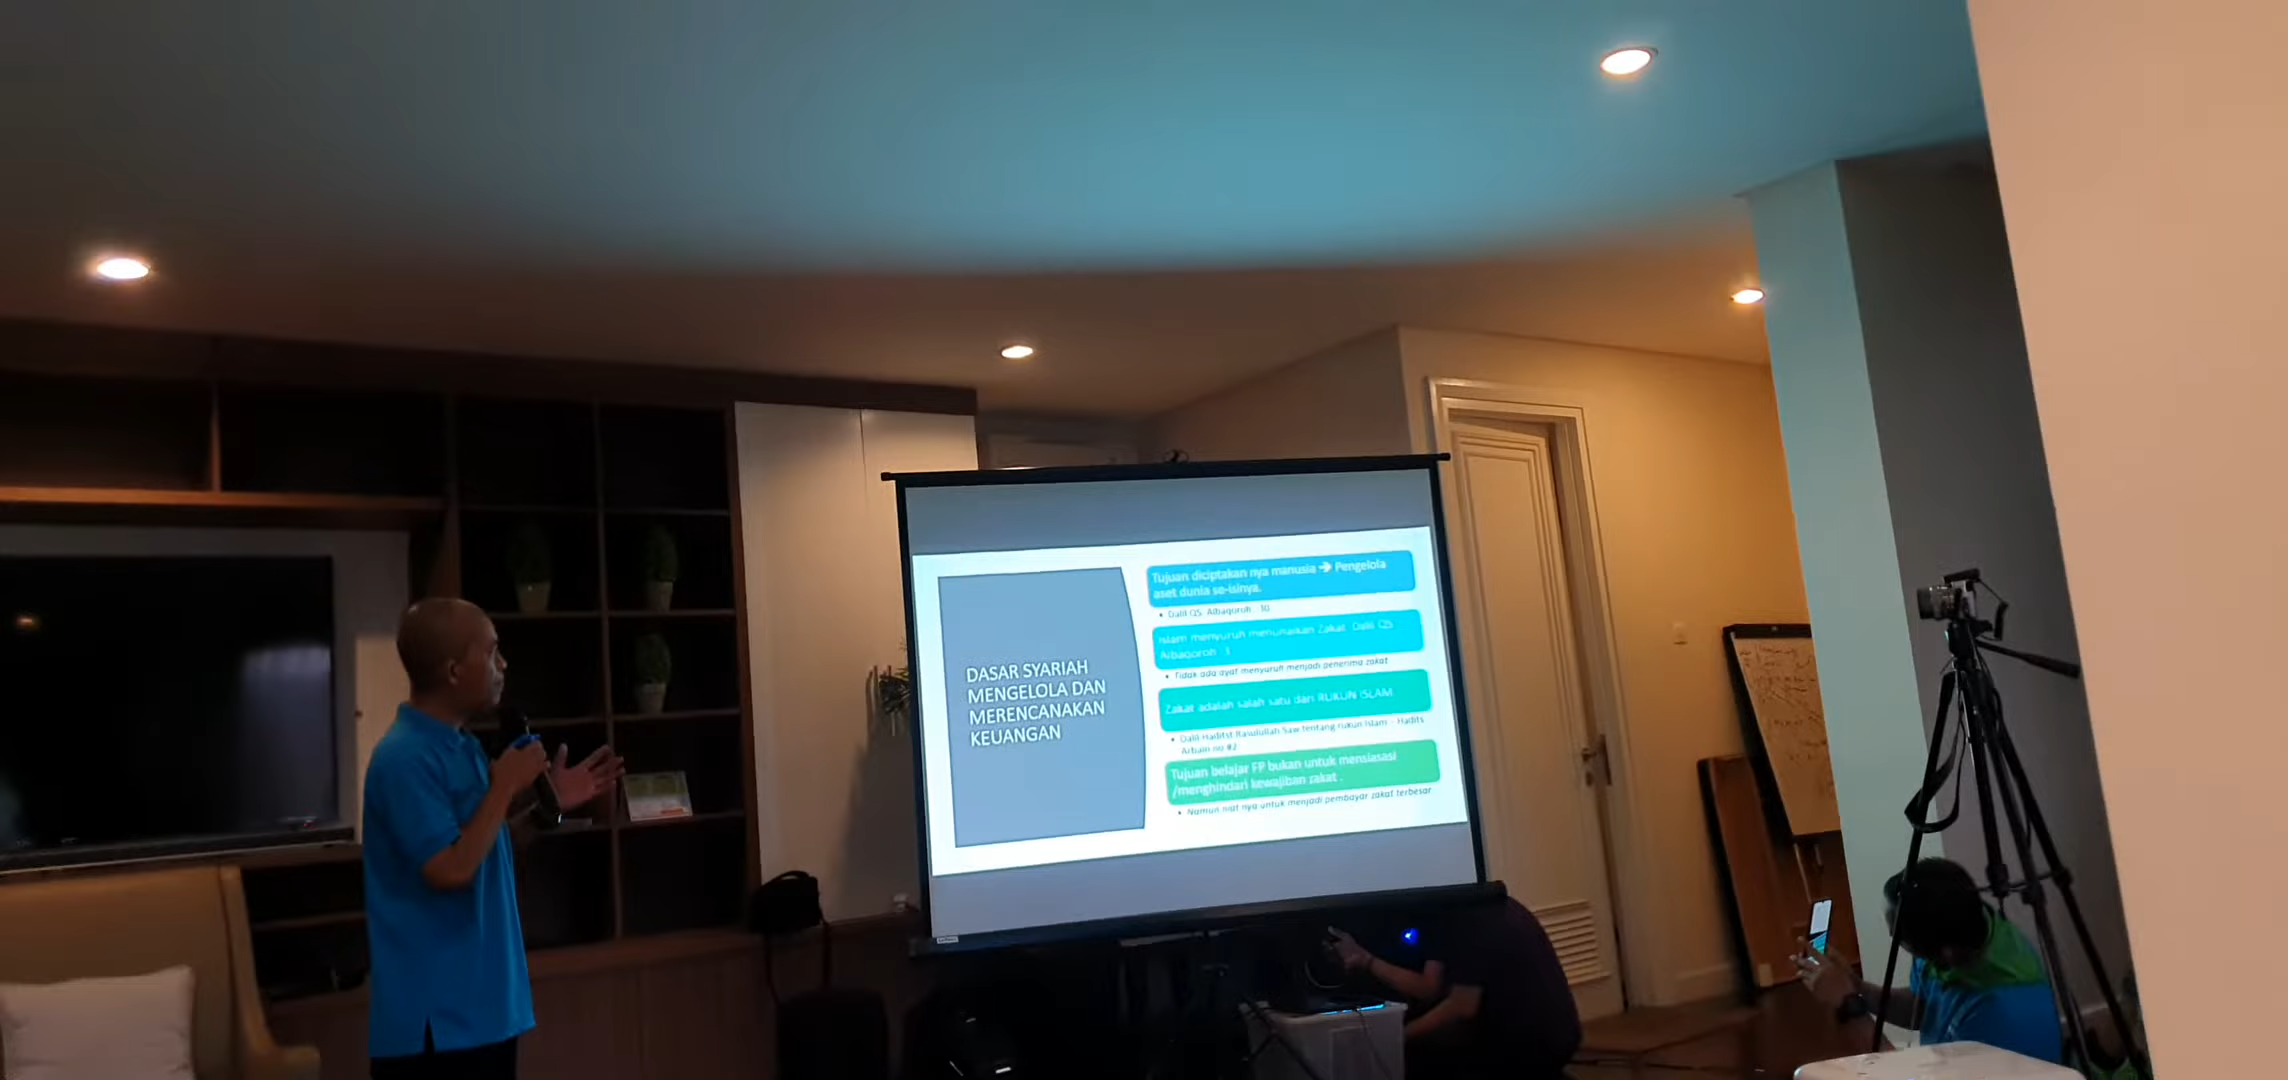 DASAR SYARIAH
MENGELOLA DAN
MERENCANAKAN
KEUANGAN
Tujuan diciptakan nya manusia ➔ Pengelola
aset dunia se-isinya.
• Dalil QS. Albaqoroh : 30
Islam menyuruh menunaikan Zakat. Dalil QS
Albaqoroh : 3
• Tidak ada ayat menyuruh menjadi penerima zakat
Zakat adalah salah satu dari RUKUN ISLAM
• Dalil Haditst Rasulullah Saw tentang rukun Islam - Hadits
Arbain no #2
Tujuan belajar FP bukan untuk mensiasasi
/menghindari kewajiban zakat .
• Namun niat nya untuk menjadi pembayar zakat terbesar